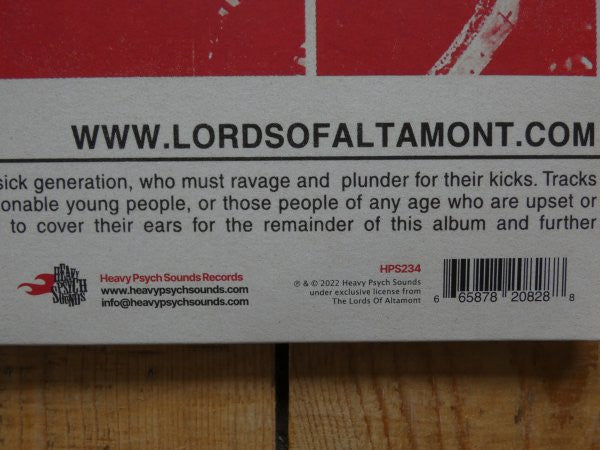 WWW.LORDSOFALTAMONT.COM
sick generation, who must ravage and plunder for their kicks. Tracks
onable young people, or those people of any age who are upset or
to cover their ears for the remainder of this album and further
HEAVY
PSYCH
SOUNDS
Heavy Psych Sounds Records
www.heavypsychsounds.com
info@heavypsychsounds.com
HPS234
℗ & © 2022 Heavy Psych Sounds
under exclusive license from
The Lords Of Altamont
6 65878 20828 8